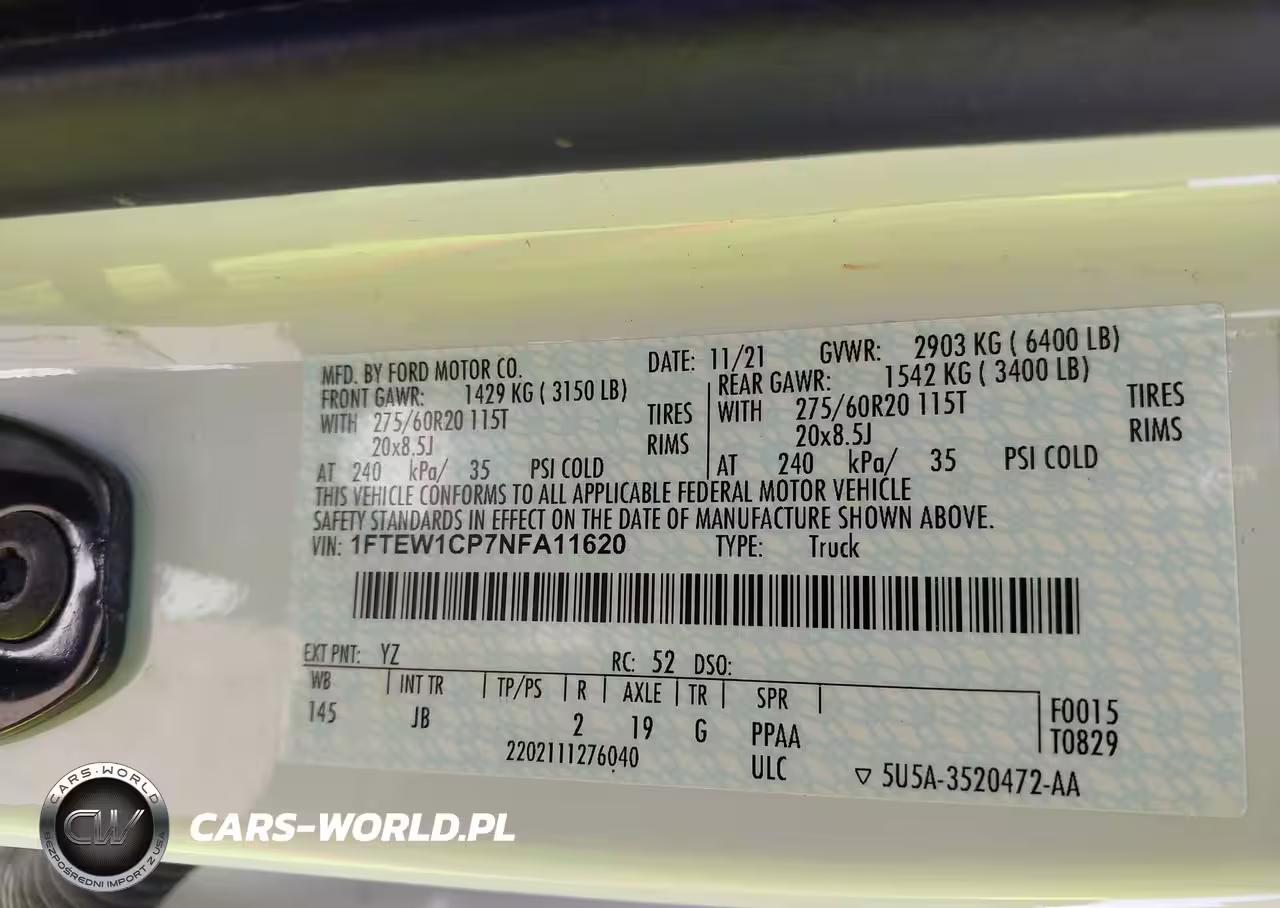 MFD. BY FORD MOTOR CO. DATE: 11/21 GVWR: 2903 KG ( 6400 LB)
FRONT GAWR: 1429 KG ( 3150 LB) REAR GAWR: 1542 KG ( 3400 LB)
WITH 275/60R20 115T TIRES WITH 275/60R20 115T TIRES
20x8.5J RIMS 20x8.5J RIMS
AT 240 kPa/ 35 PSI COLD AT 240 kPa/ 35 PSI COLD
THIS VEHICLE CONFORMS TO ALL APPLICABLE FEDERAL MOTOR VEHICLE
SAFETY STANDARDS IN EFFECT ON THE DATE OF MANUFACTURE SHOWN ABOVE.
VIN: 1FTEW1CP7NFA11620 TYPE: Truck
EXT PNT: YZ RC: 52 DSO:
WB INT TR TP/PS R AXLE TR SPR
145 JB 2 19 G PPAA F0015
T0829
2202111276040 ULC ▽ 5U5A-3520472-AA
CARS-WORLD
CW
BEZPOŚREDNI IMPORT Z USA
CARS-WORLD.PL